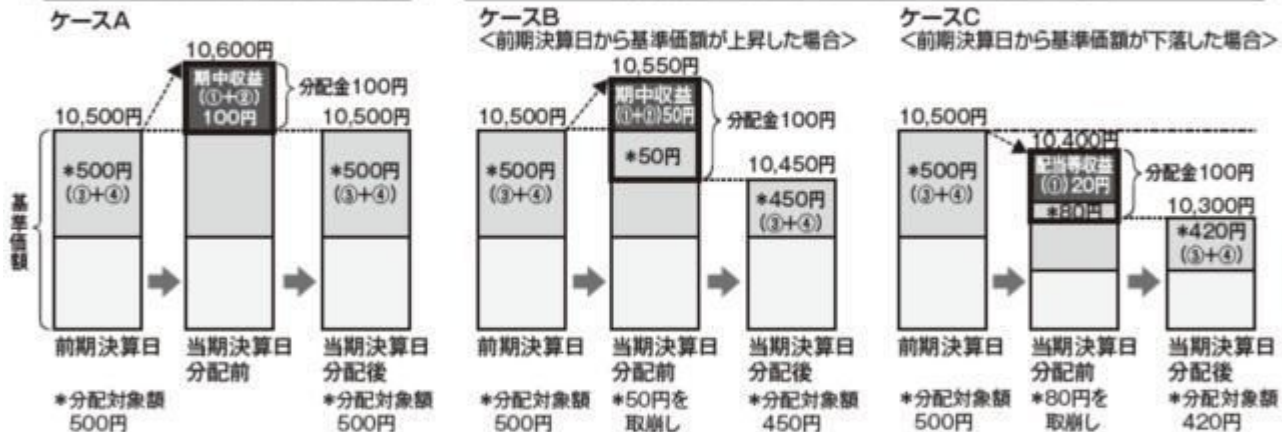 ケースA
10,600円
期中収益
(①+②)
100円
分配金100円
10,500円
10,500円
*500円
(③+④)
*500円
(③+④)
基準価額
前期決算日
当期決算日
分配前
当期決算日
分配後
*分配対象額
500円
*分配対象額
500円
ケースB
<前期決算日から基準価額が上昇した場合>
10,550円
期中収益
(①+②)50円
分配金100円
10,500円
*500円
(③+④)
*50円
10,450円
*450円
(③+④)
前期決算日
当期決算日
分配前
当期決算日
分配後
*分配対象額
500円
*50円を
取崩し
*分配対象額
450円
ケースC
<前期決算日から基準価額が下落した場合>
10,500円
10,400円
配当等収益
(①)20円
分配金100円
*500円
(③+④)
*80円
10,300円
*420円
(③+④)
前期決算日
当期決算日
分配前
当期決算日
分配後
*分配対象額
500円
*80円を
取崩し
*分配対象額
420円